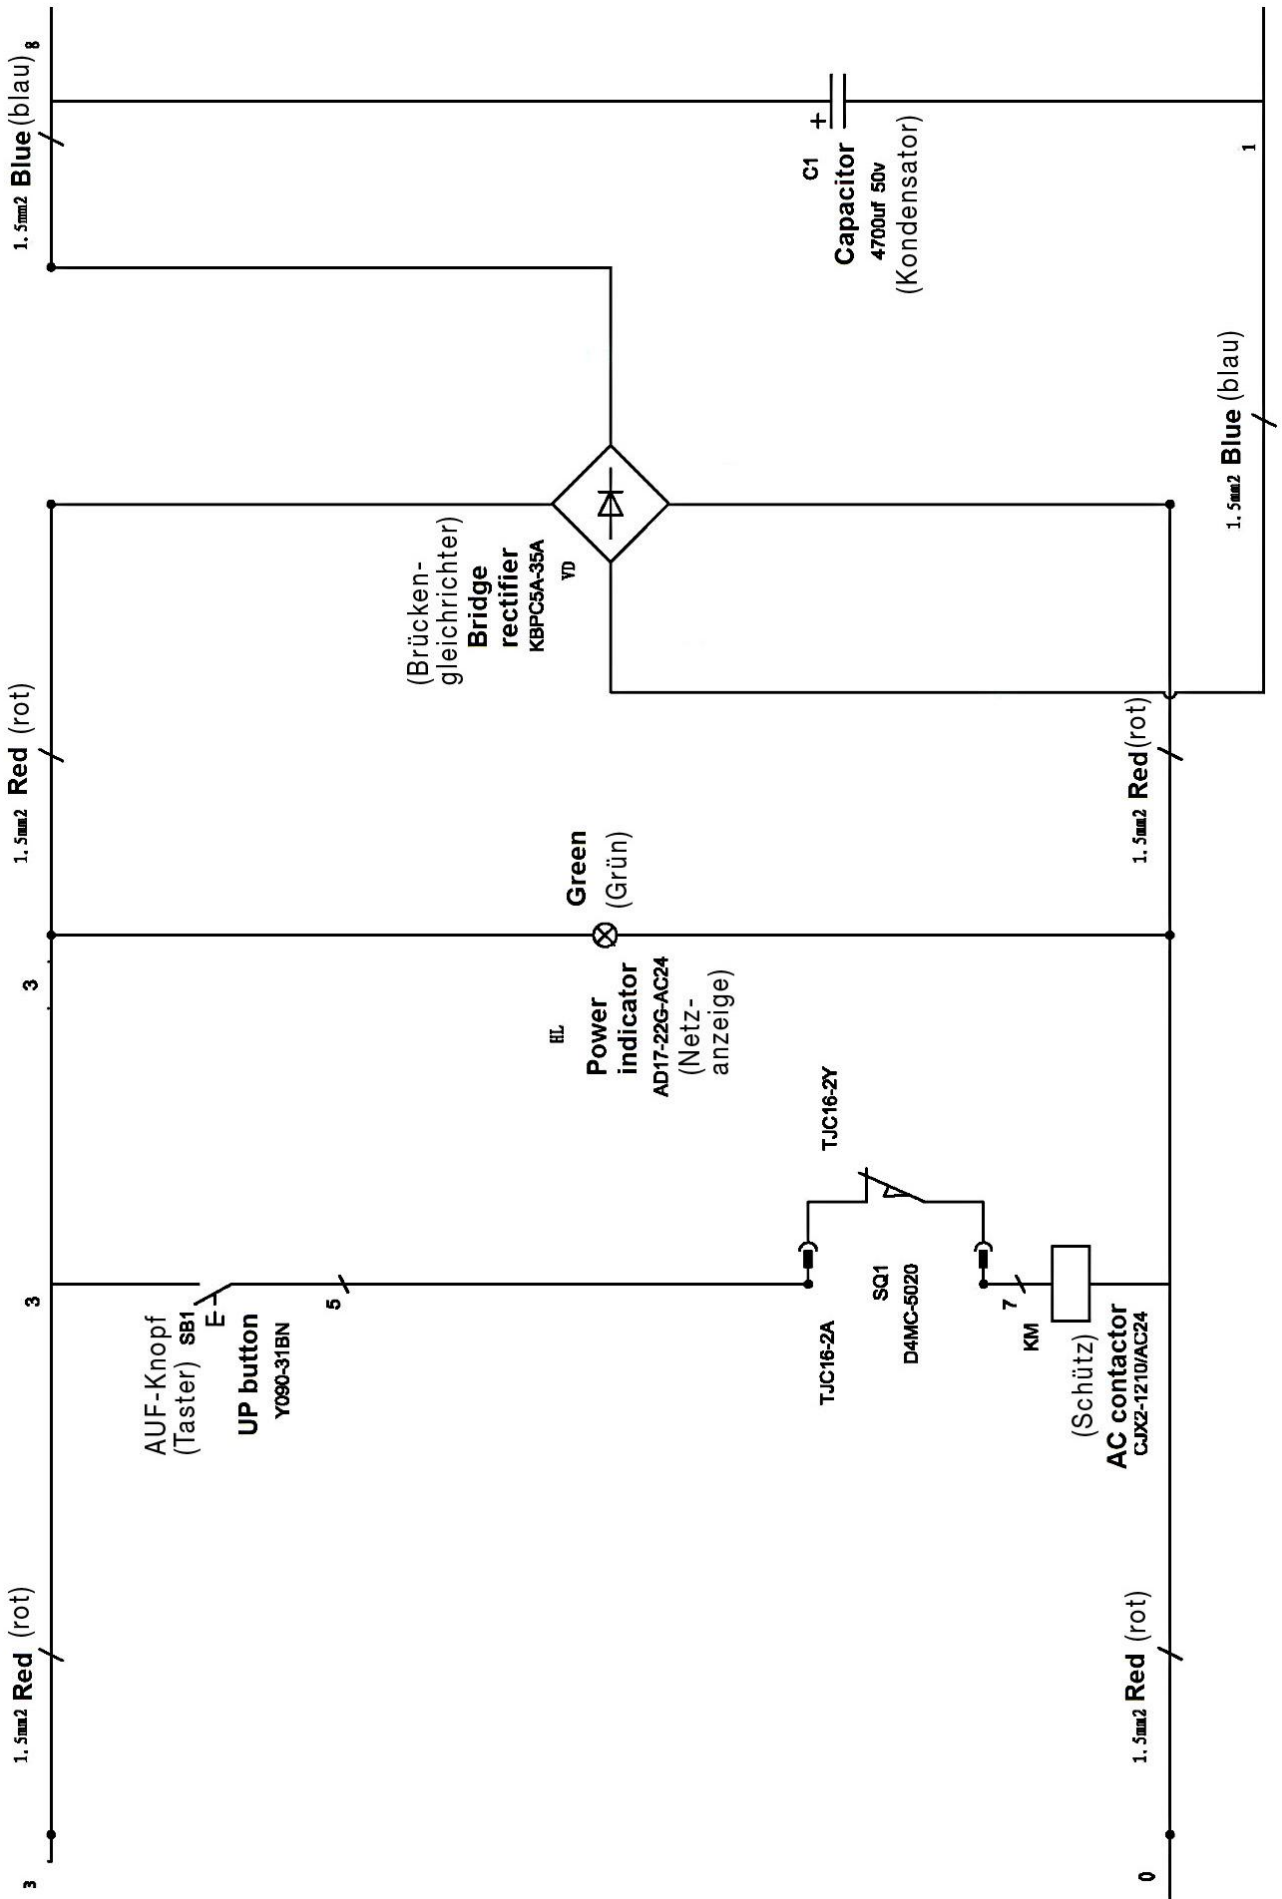 3
1.5mm2 Red (rot)
3
3
1.5mm2 Red (rot)
1.5mm2 Blue (blau) 8
AUF-Knopf
(Taster) SB1
E
UP button
Y090-31BN
5
TJC16-2A
TJC16-2Y
SQ1
D4MC-5020
7
KM
(Schütz)
AC contactor
CJX2-1210/AC24
HL
Power
indicator
AD17-22G-AC24
(Netz-
anzeige)
Green
(Grün)
(Brücken-
gleichrichter)
Bridge
rectifier
KBPC5A-35A
VD
C1
+
Capacitor
4700uf 50v
(Kondensator)
0
1.5mm2 Red (rot)
1.5mm2 Red (rot)
1.5mm2 Blue (blau)
1